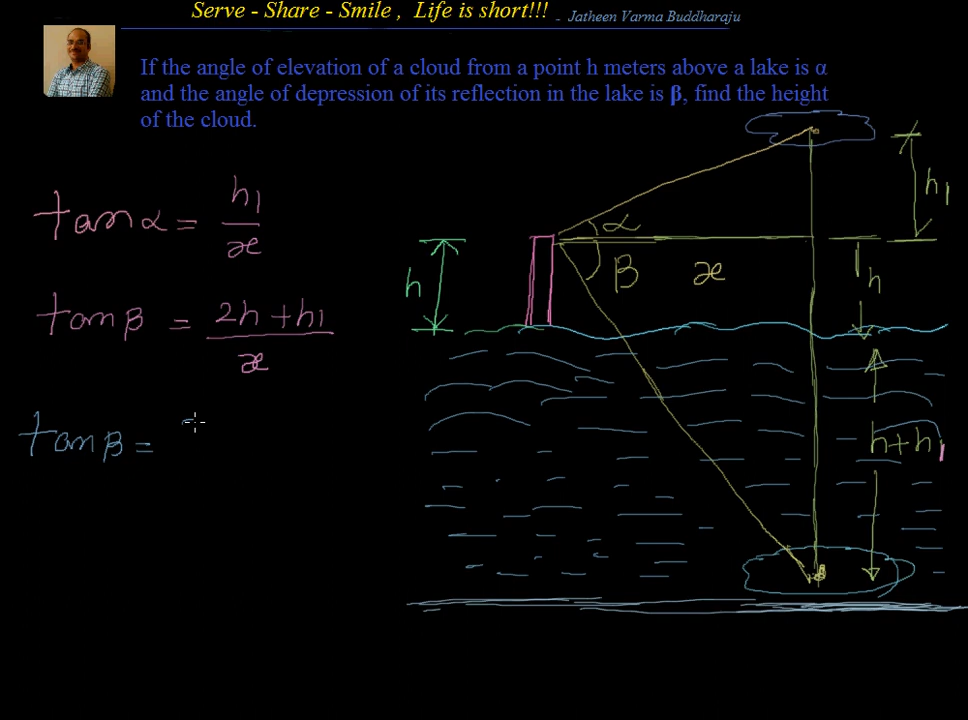 Serve - Share - Smile , Life is short!!! - Jatheen Varma Buddharaju
If the angle of elevation of a cloud from a point h meters above a lake is α
and the angle of depression of its reflection in the lake is β, find the height
of the cloud.
tan α = h1/x
tan β = 2h + h1/x
tan β =
h
α
β
x
h1
h
h+h1